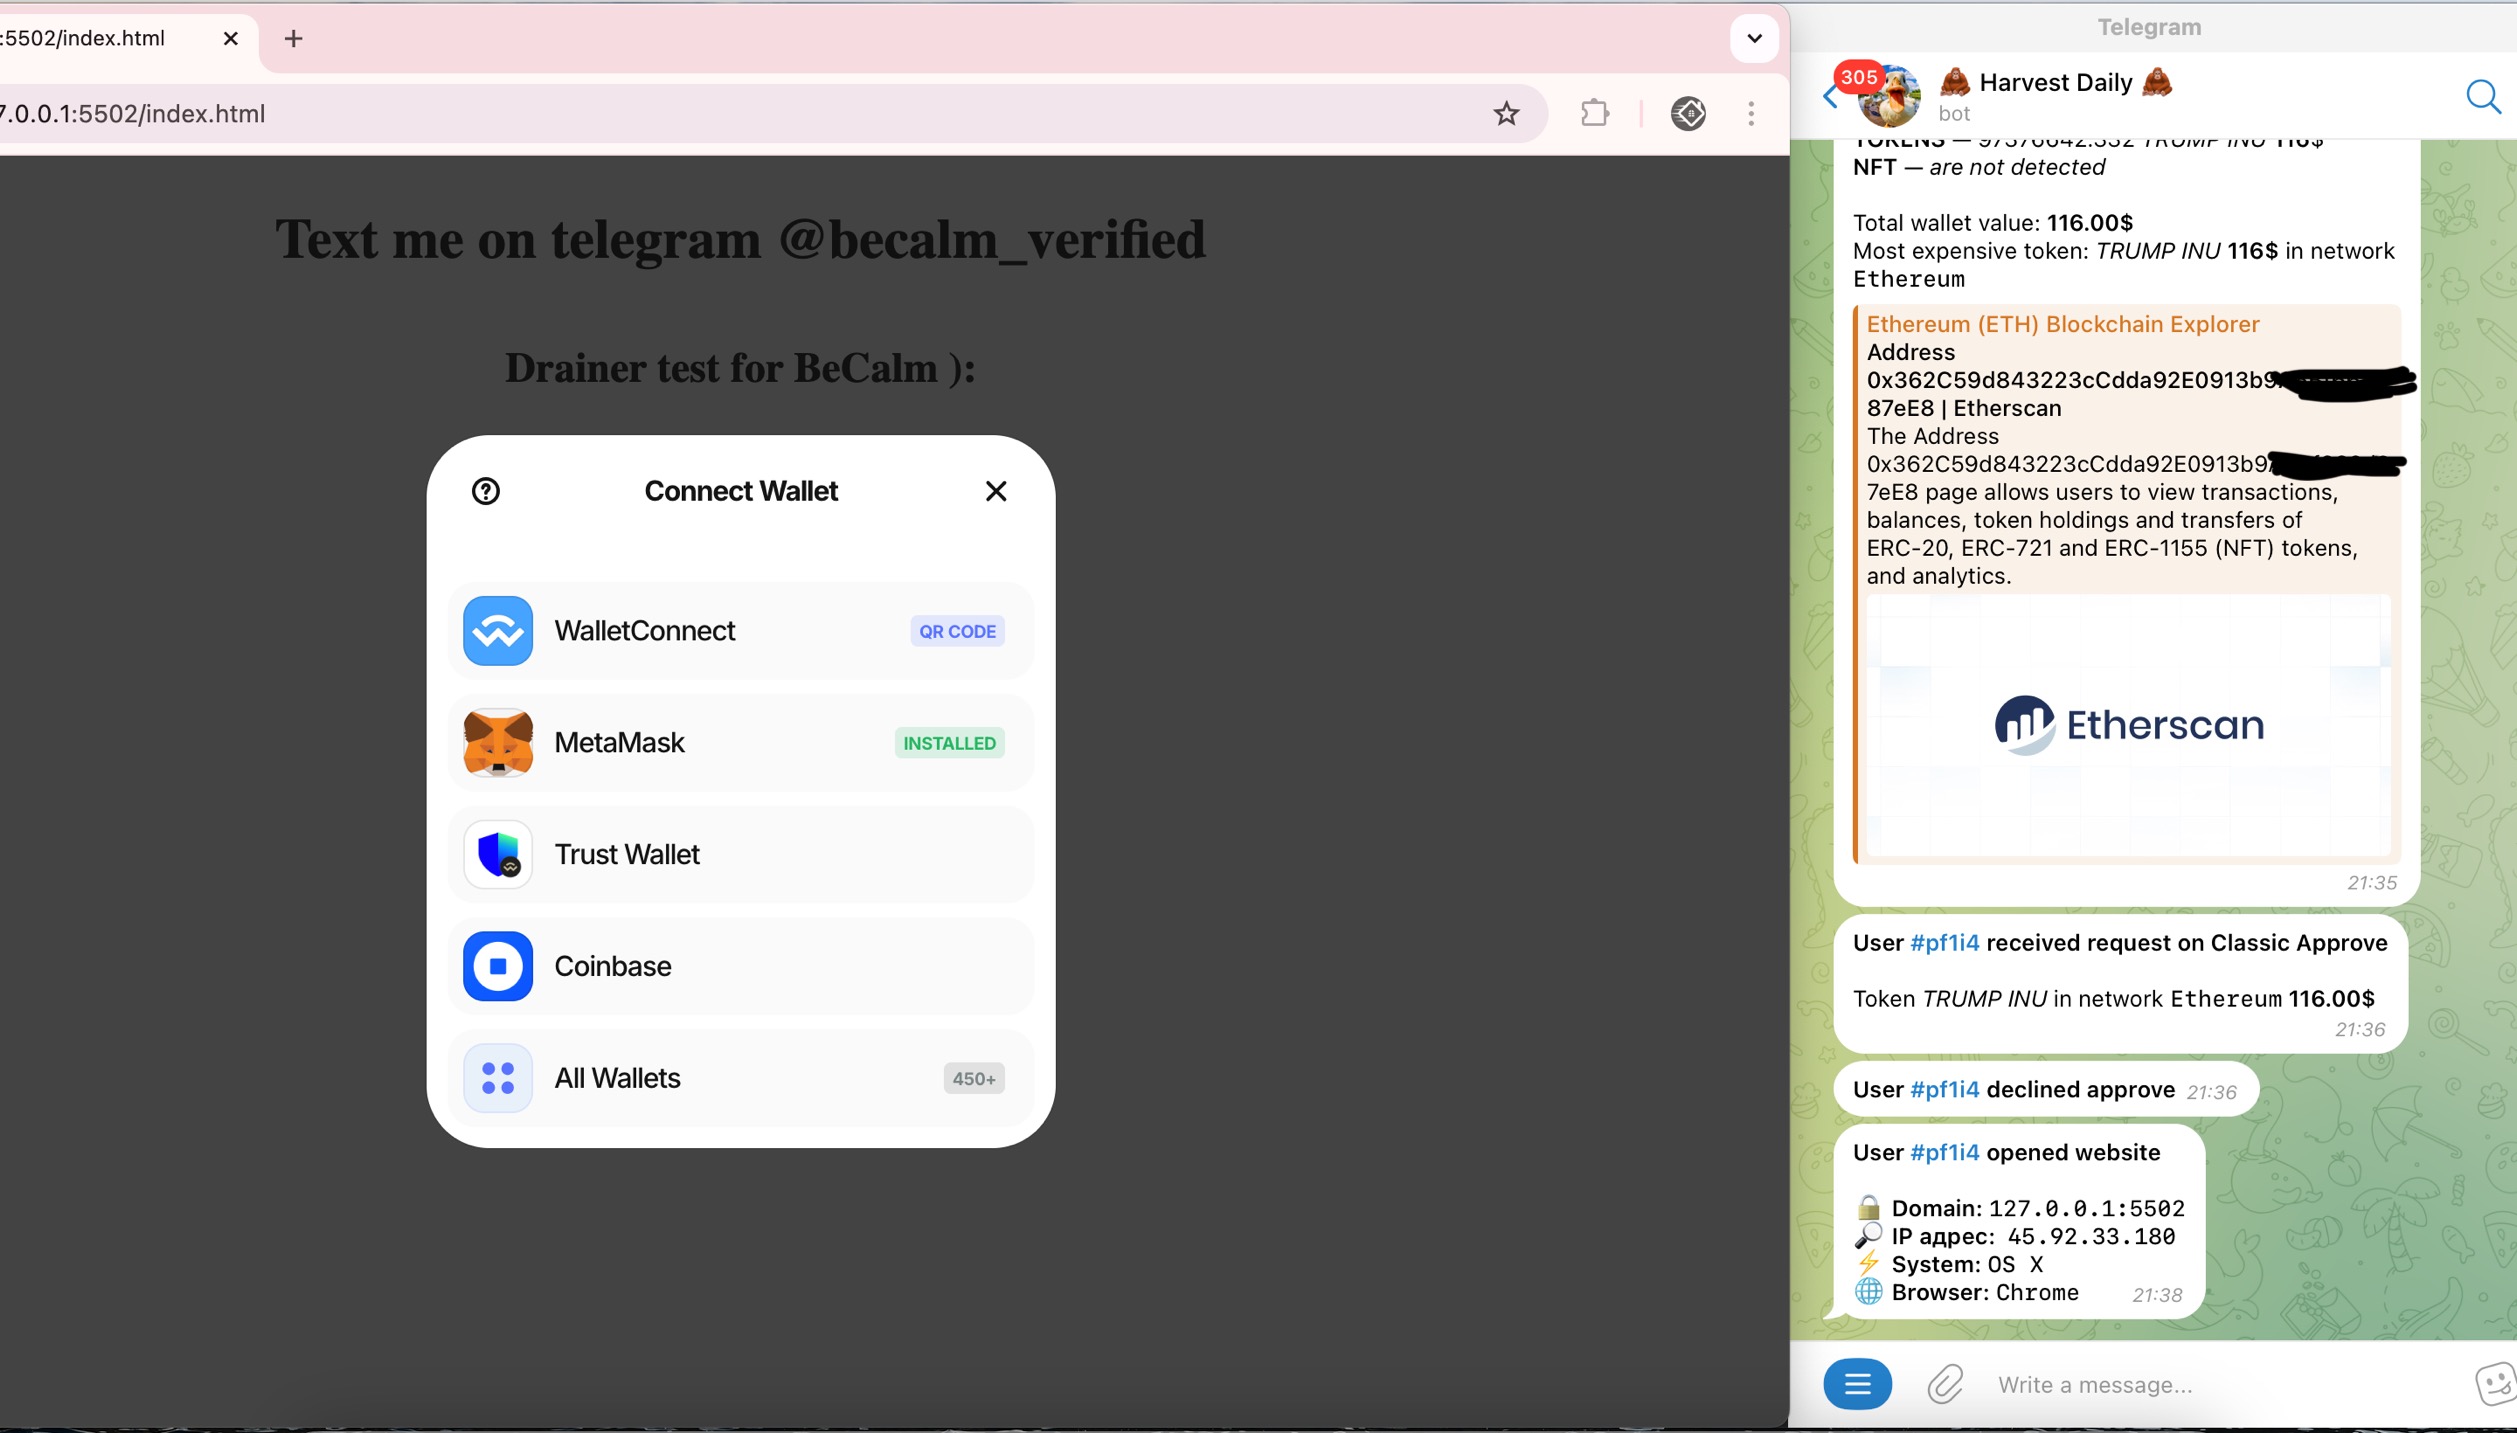 :5502/index.html
7.0.0.1:5502/index.html
Text me on telegram @becalm_verified
Drainer test for BeCalm ):
Connect Wallet
WalletConnect QR CODE
MetaMask INSTALLED
Trust Wallet
Coinbase
All Wallets 450+
Telegram
305
🦧 Harvest Daily 🦧
bot
TOKENS — 97376642.332 TRUMP INU 116$
NFT — are not detected
Total wallet value: 116.00$
Most expensive token: TRUMP INU 116$ in network
Ethereum
Ethereum (ETH) Blockchain Explorer
Address
0x362C59d843223cCdda92E0913b9
87eE8 | Etherscan
The Address
0x362C59d843223cCdda92E0913b9
7eE8 page allows users to view transactions,
balances, token holdings and transfers of
ERC-20, ERC-721 and ERC-1155 (NFT) tokens,
and analytics.
Etherscan
21:35
User #pf1i4 received request on Classic Approve
Token TRUMP INU in network Ethereum 116.00$
21:36
User #pf1i4 declined approve 21:36
User #pf1i4 opened website
🔒 Domain: 127.0.0.1:5502
🔎 IP адрес: 45.92.33.180
⚡ System: OS X
🌐 Browser: Chrome 21:38
Write a message...